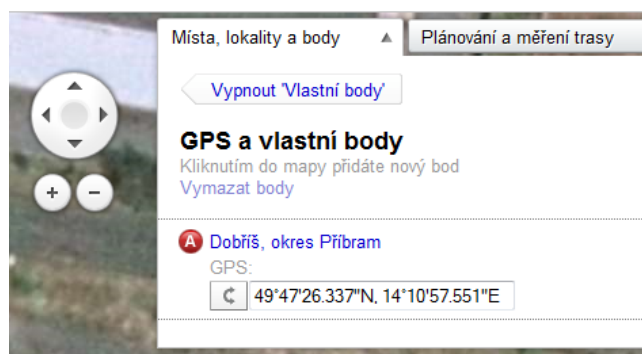 Místa, lokality a body Plánování a měření trasy
Vypnout 'Vlastní body'
GPS a vlastní body
Kliknutím do mapy přidáte nový bod
Vymazat body
A Dobříš, okres Příbram
GPS:
49°47'26.337"N, 14°10'57.551"E